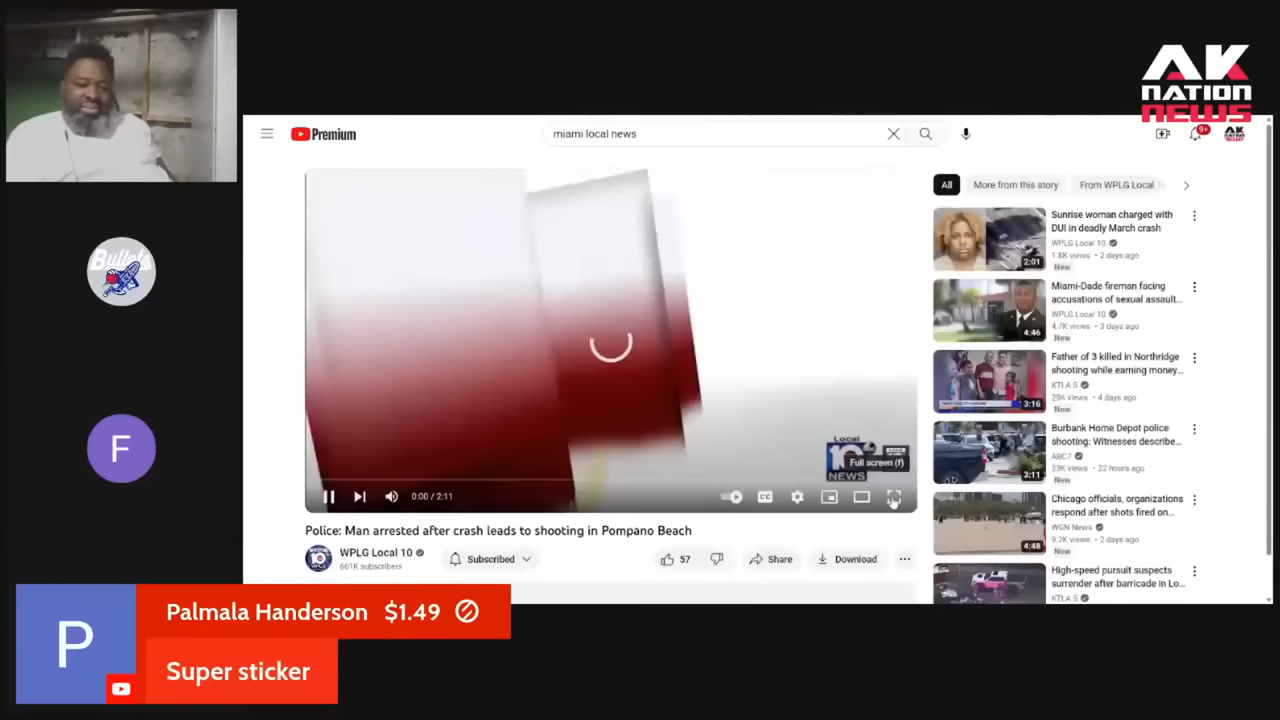 AK
NATION
NEWS
Premium
miami local news
9+
Bullets
F
All
More from this story
From WPLG Local
Sunrise woman charged with
DUI in deadly March crash
WPLG Local 10
1.8K views • 2 days ago
New
2:01
Miami-Dade fireman facing
accusations of sexual assault...
WPLG Local 10
4.7K views • 3 days ago
New
4:46
Father of 3 killed in Northridge
shooting while earning money...
KTLA 5
29K views • 4 days ago
New
3:16
Burbank Home Depot police
shooting: Witnesses describe...
ABC7
23K views • 22 hours ago
New
3:11
Chicago officials, organizations
respond after shots fired on...
WGN News
9.2K views • 2 days ago
New
4:48
High-speed pursuit suspects
surrender after barricade in Lo...
KTLA 5
Local
10
NEWS
Full screen (f)
0:00 / 2:11
CC
Police: Man arrested after crash leads to shooting in Pompano Beach
WPLG Local 10
661K subscribers
Subscribed
57
Share
Download
P
Palmala Handerson $1.49
Super sticker